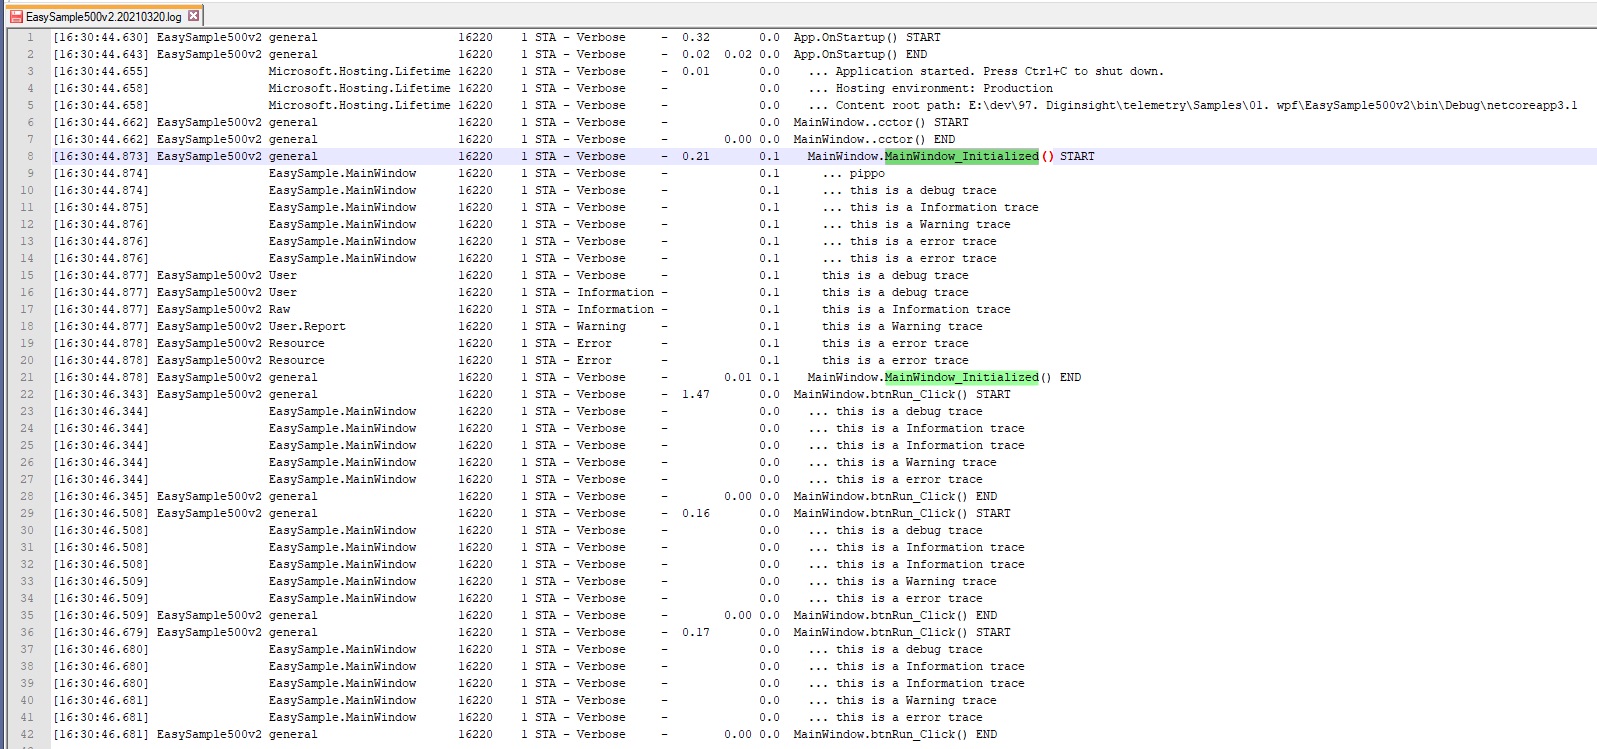 EasySample500v2.20210320.log
1 [16:30:44.630] EasySample500v2 general 16220 1 STA - Verbose - 0.32 0.0 App.OnStartup() START
2 [16:30:44.643] EasySample500v2 general 16220 1 STA - Verbose - 0.02 0.02 0.0 App.OnStartup() END
3 [16:30:44.655] Microsoft.Hosting.Lifetime 16220 1 STA - Verbose - 0.01 0.0 ... Application started. Press Ctrl+C to shut down.
4 [16:30:44.658] Microsoft.Hosting.Lifetime 16220 1 STA - Verbose - 0.0 ... Hosting environment: Production
5 [16:30:44.658] Microsoft.Hosting.Lifetime 16220 1 STA - Verbose - 0.0 ... Content root path: E:\dev\97. Diginsight\telemetry\Samples\01. wpf\EasySample500v2\bin\Debug\netcoreapp3.1
6 [16:30:44.662] EasySample500v2 general 16220 1 STA - Verbose - 0.0 MainWindow..cctor() START
7 [16:30:44.662] EasySample500v2 general 16220 1 STA - Verbose - 0.00 0.0 MainWindow..cctor() END
8 [16:30:44.873] EasySample500v2 general 16220 1 STA - Verbose - 0.21 0.1 MainWindow.MainWindow_Initialized() START
9 [16:30:44.874] EasySample.MainWindow 16220 1 STA - Verbose - 0.1 ... pippo
10 [16:30:44.874] EasySample.MainWindow 16220 1 STA - Verbose - 0.1 ... this is a debug trace
11 [16:30:44.875] EasySample.MainWindow 16220 1 STA - Verbose - 0.1 ... this is a Information trace
12 [16:30:44.876] EasySample.MainWindow 16220 1 STA - Verbose - 0.1 ... this is a Warning trace
13 [16:30:44.876] EasySample.MainWindow 16220 1 STA - Verbose - 0.1 ... this is a error trace
14 [16:30:44.876] EasySample.MainWindow 16220 1 STA - Verbose - 0.1 ... this is a error trace
15 [16:30:44.877] EasySample500v2 User 16220 1 STA - Verbose - 0.1 this is a debug trace
16 [16:30:44.877] EasySample500v2 User 16220 1 STA - Information - 0.1 this is a debug trace
17 [16:30:44.877] EasySample500v2 Raw 16220 1 STA - Information - 0.1 this is a Information trace
18 [16:30:44.877] EasySample500v2 User.Report 16220 1 STA - Warning - 0.1 this is a Warning trace
19 [16:30:44.878] EasySample500v2 Resource 16220 1 STA - Error - 0.1 this is a error trace
20 [16:30:44.878] EasySample500v2 Resource 16220 1 STA - Error - 0.1 this is a error trace
21 [16:30:44.878] EasySample500v2 general 16220 1 STA - Verbose - 0.01 0.1 MainWindow.MainWindow_Initialized() END
22 [16:30:46.343] EasySample500v2 general 16220 1 STA - Verbose - 1.47 0.0 MainWindow.btnRun_Click() START
23 [16:30:46.344] EasySample.MainWindow 16220 1 STA - Verbose - 0.0 ... this is a debug trace
24 [16:30:46.344] EasySample.MainWindow 16220 1 STA - Verbose - 0.0 ... this is a Information trace
25 [16:30:46.344] EasySample.MainWindow 16220 1 STA - Verbose - 0.0 ... this is a Information trace
26 [16:30:46.344] EasySample.MainWindow 16220 1 STA - Verbose - 0.0 ... this is a Warning trace
27 [16:30:46.344] EasySample.MainWindow 16220 1 STA - Verbose - 0.0 ... this is a error trace
28 [16:30:46.345] EasySample500v2 general 16220 1 STA - Verbose - 0.00 0.0 MainWindow.btnRun_Click() END
29 [16:30:46.508] EasySample500v2 general 16220 1 STA - Verbose - 0.16 0.0 MainWindow.btnRun_Click() START
30 [16:30:46.508] EasySample.MainWindow 16220 1 STA - Verbose - 0.0 ... this is a debug trace
31 [16:30:46.508] EasySample.MainWindow 16220 1 STA - Verbose - 0.0 ... this is a Information trace
32 [16:30:46.508] EasySample.MainWindow 16220 1 STA - Verbose - 0.0 ... this is a Information trace
33 [16:30:46.509] EasySample.MainWindow 16220 1 STA - Verbose - 0.0 ... this is a Warning trace
34 [16:30:46.509] EasySample.MainWindow 16220 1 STA - Verbose - 0.0 ... this is a error trace
35 [16:30:46.509] EasySample500v2 general 16220 1 STA - Verbose - 0.00 0.0 MainWindow.btnRun_Click() END
36 [16:30:46.679] EasySample500v2 general 16220 1 STA - Verbose - 0.17 0.0 MainWindow.btnRun_Click() START
37 [16:30:46.680] EasySample.MainWindow 16220 1 STA - Verbose - 0.0 ... this is a debug trace
38 [16:30:46.680] EasySample.MainWindow 16220 1 STA - Verbose - 0.0 ... this is a Information trace
39 [16:30:46.680] EasySample.MainWindow 16220 1 STA - Verbose - 0.0 ... this is a Information trace
40 [16:30:46.681] EasySample.MainWindow 16220 1 STA - Verbose - 0.0 ... this is a Warning trace
41 [16:30:46.681] EasySample.MainWindow 16220 1 STA - Verbose - 0.0 ... this is a error trace
42 [16:30:46.681] EasySample500v2 general 16220 1 STA - Verbose - 0.00 0.0 MainWindow.btnRun_Click() END